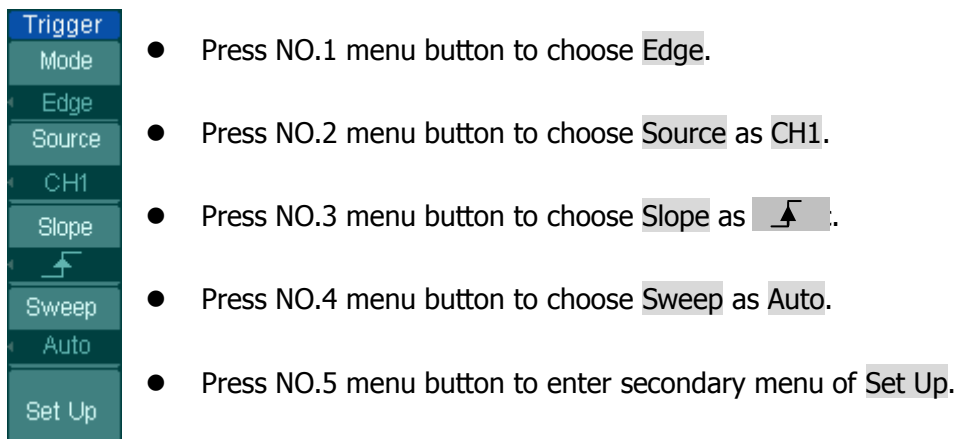 Trigger
Mode
Edge
Source
CH1
Slope
Sweep
Auto
Set Up
● Press NO.1 menu button to choose Edge.
● Press NO.2 menu button to choose Source as CH1.
● Press NO.3 menu button to choose Slope as .
● Press NO.4 menu button to choose Sweep as Auto.
● Press NO.5 menu button to enter secondary menu of Set Up.